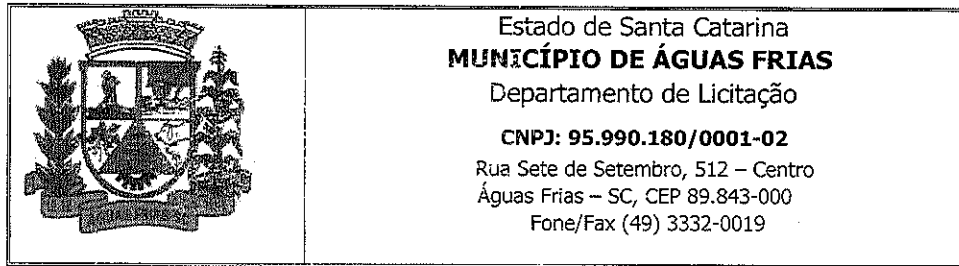 Estado de Santa Catarina
MUNICÍPIO DE ÁGUAS FRIAS
Departamento de Licitação
CNPJ: 95.990.180/0001-02
Rua Sete de Setembro, 512 – Centro
Águas Frias – SC, CEP 89.843-000
Fone/Fax (49) 3332-0019